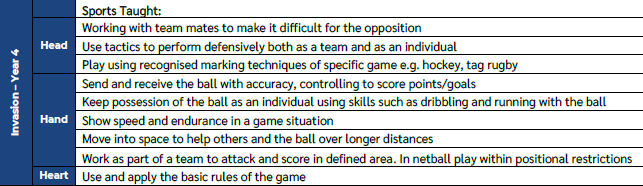 Invasion – Year 4
Sports Taught:
Head
Working with team mates to make it difficult for the opposition
Use tactics to perform defensively both as a team and as an individual
Play using recognised marking techniques of specific game e.g. hockey, tag rugby
Hand
Send and receive the ball with accuracy, controlling to score points/goals
Keep possession of the ball as an individual using skills such as dribbling and running with the ball
Show speed and endurance in a game situation
Move into space to help others and the ball over longer distances
Work as part of a team to attack and score in defined area. In netball play within positional restrictions
Heart
Use and apply the basic rules of the game